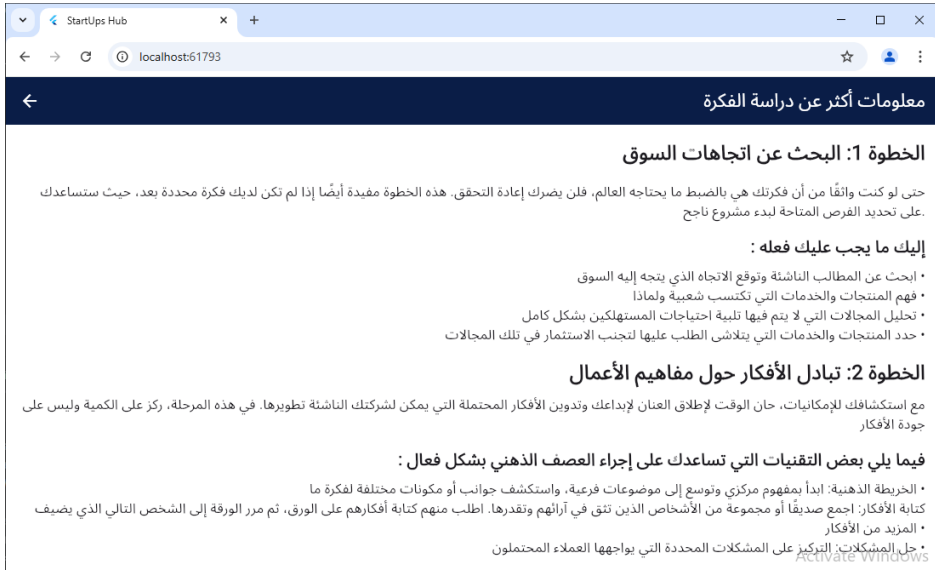 StartUps Hub
localhost:61793
معلومات أكثر عن دراسة الفكرة
الخطوة 1: البحث عن اتجاهات السوق
حتى لو كنت واثقًا من أن فكرتك هي بالضبط ما يحتاجه العالم، فلن يضرك إعادة التحقق. هذه الخطوة مفيدة أيضًا إذا لم تكن لديك فكرة محددة بعد، حيث ستساعدك
على تحديد الفرص المتاحة لبدء مشروع ناجح.
إليك ما يجب عليك فعله :
• ابحث عن المطالب الناشئة وتوقع الاتجاه الذي يتجه إليه السوق
• فهم المنتجات والخدمات التي تكتسب شعبية ولماذا
• تحليل المجالات التي لا يتم فيها تلبية احتياجات المستهلكين بشكل كامل
• حدد المنتجات والخدمات التي يتلاشى الطلب عليها لتجنب الاستثمار في تلك المجالات
الخطوة 2: تبادل الأفكار حول مفاهيم الأعمال
مع استكشافك للإمكانيات، حان الوقت لإطلاق العنان لإبداعك وتدوين الأفكار المحتملة التي يمكن لشركتك الناشئة تطويرها. في هذه المرحلة، ركز على الكمية وليس على
جودة الأفكار
فيما يلي بعض التقنيات التي تساعدك على إجراء العصف الذهني بشكل فعال :
• الخريطة الذهنية: ابدأ بمفهوم مركزي وتوسع إلى موضوعات فرعية، واستكشف جوانب أو مكونات مختلفة لفكرة ما
كتابة الأفكار: اجمع صديقًا أو مجموعة من الأشخاص الذين تثق في آرائهم وتقدرها. اطلب منهم كتابة أفكارهم على الورق، ثم مرر الورقة إلى الشخص التالي الذي يضيف
• المزيد من الأفكار
• حل المشكلات: التركيز على المشكلات المحددة التي يواجهها العملاء المحتملون
Activate Windows